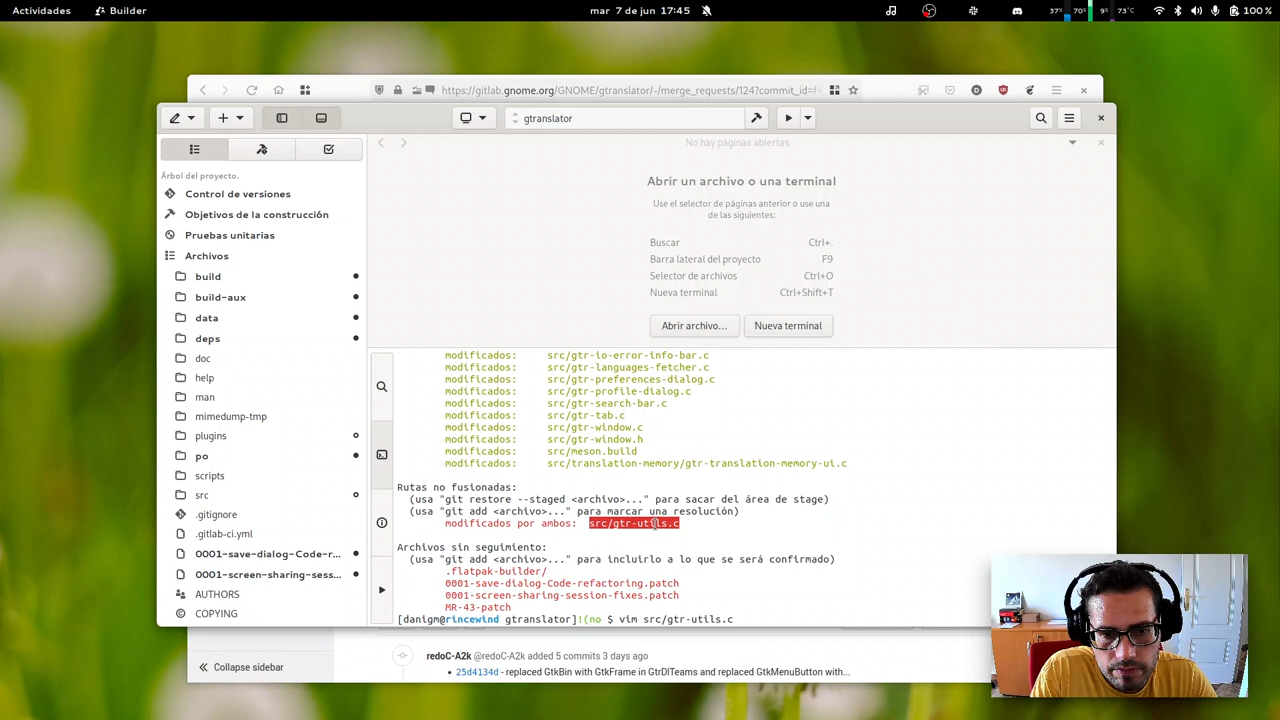 Actividades
Builder
mar 7 de jun 17:45
37%
70%
9%
73°C
100 %
https://gitlab.gnome.org/GNOME/gtranslator/-/merge_requests/124?commit_id=f
gtranslator
No hay páginas abiertas
Árbol del proyecto.
Control de versiones
Objetivos de la construcción
Pruebas unitarias
Archivos
build
build-aux
data
deps
doc
help
man
mimedump-tmp
plugins
po
scripts
src
.gitignore
.gitlab-ci.yml
0001-save-dialog-Code-r...
0001-screen-sharing-sess...
AUTHORS
COPYING
Abrir un archivo o una terminal
Use el selector de páginas anterior o use una
de las siguientes:
Buscar Ctrl+.
Barra lateral del proyecto F9
Selector de archivos Ctrl+O
Nueva terminal Ctrl+Shift+T
Abrir archivo...
Nueva terminal
modificados: src/gtr-io-error-info-bar.c
modificados: src/gtr-languages-fetcher.c
modificados: src/gtr-preferences-dialog.c
modificados: src/gtr-profile-dialog.c
modificados: src/gtr-search-bar.c
modificados: src/gtr-tab.c
modificados: src/gtr-window.c
modificados: src/gtr-window.h
modificados: src/meson.build
modificados: src/translation-memory/gtr-translation-memory-ui.c
Rutas no fusionadas:
(usa "git restore --staged <archivo>..." para sacar del área de stage)
(usa "git add <archivo>..." para marcar una resolución)
modificados por ambos: src/gtr-utils.c
Archivos sin seguimiento:
(usa "git add <archivo>..." para incluirlo a lo que se será confirmado)
.flatpak-builder/
0001-save-dialog-Code-refactoring.patch
0001-screen-sharing-session-fixes.patch
MR-43-patch
[danigm@rincewind gtranslator]!(no $ vim src/gtr-utils.c
Collapse sidebar
redoC-A2k @redoC-A2k added 5 commits 3 days ago
25d4134d - replaced GtkBin with GtkFrame in GtrDlTeams and replaced GtkMenuButton with...